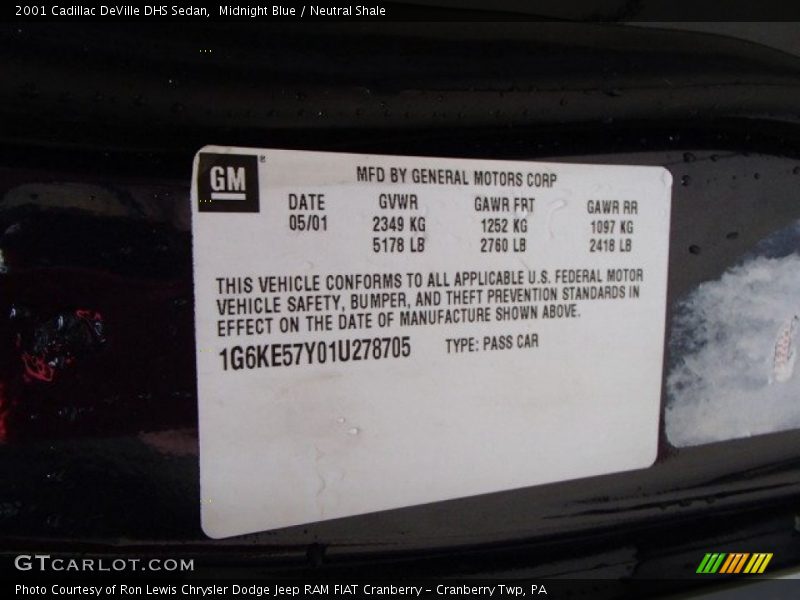 2001 Cadillac DeVille DHS Sedan,  Midnight Blue / Neutral Shale
GM
MFD BY GENERAL MOTORS CORP
DATE GVWR GAWR FRT GAWR RR
05/01 2349 KG 1252 KG 1097 KG
5178 LB 2760 LB 2418 LB
THIS VEHICLE CONFORMS TO ALL APPLICABLE U.S. FEDERAL MOTOR
VEHICLE SAFETY, BUMPER, AND THEFT PREVENTION STANDARDS IN
EFFECT ON THE DATE OF MANUFACTURE SHOWN ABOVE.
1G6KE57Y01U278705 TYPE: PASS CAR
GTCARLOT.COM
Photo Courtesy of Ron Lewis Chrysler Dodge Jeep RAM FIAT Cranberry – Cranberry Twp, PA